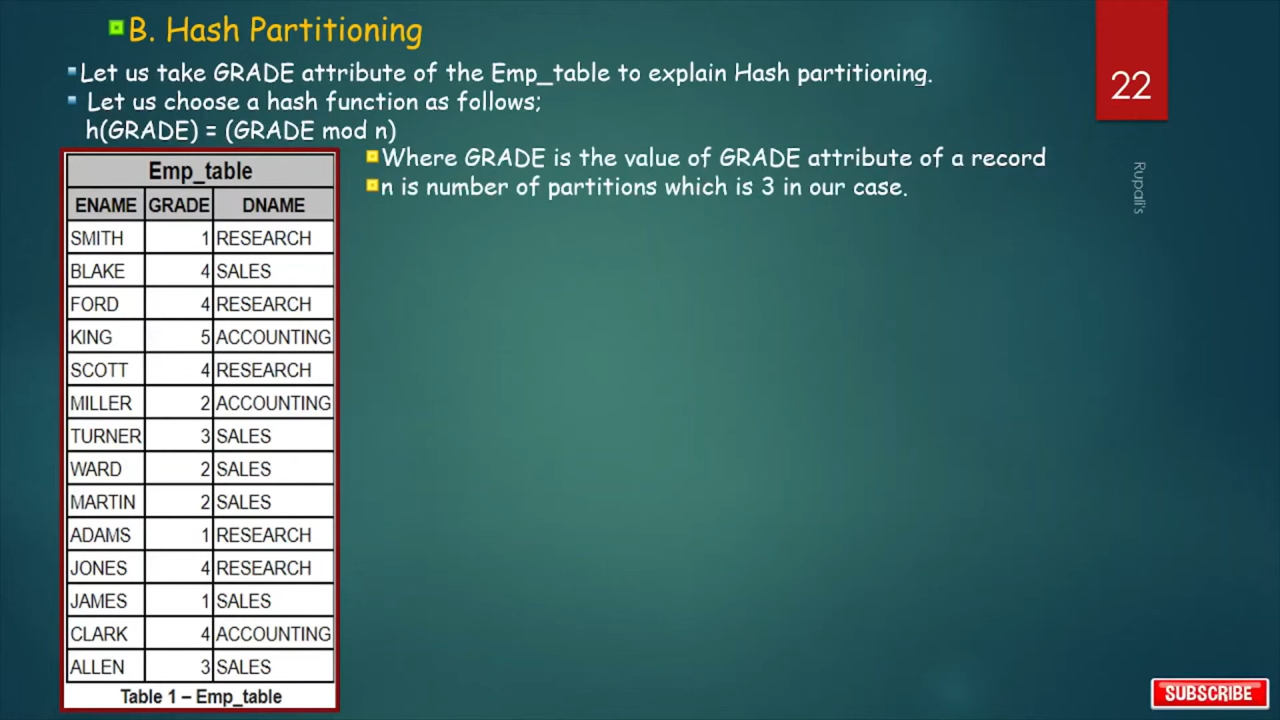 B. Hash Partitioning
Let us take GRADE attribute of the Emp_table to explain Hash partitioning.
Let us choose a hash function as follows;
h(GRADE) = (GRADE mod n)
Where GRADE is the value of GRADE attribute of a record
n is number of partitions which is 3 in our case.
22
Rupali's
Emp_table
ENAME GRADE DNAME
SMITH 1 RESEARCH
BLAKE 4 SALES
FORD 4 RESEARCH
KING 5 ACCOUNTING
SCOTT 4 RESEARCH
MILLER 2 ACCOUNTING
TURNER 3 SALES
WARD 2 SALES
MARTIN 2 SALES
ADAMS 1 RESEARCH
JONES 4 RESEARCH
JAMES 1 SALES
CLARK 4 ACCOUNTING
ALLEN 3 SALES
Table 1 – Emp_table
SUBSCRIBE